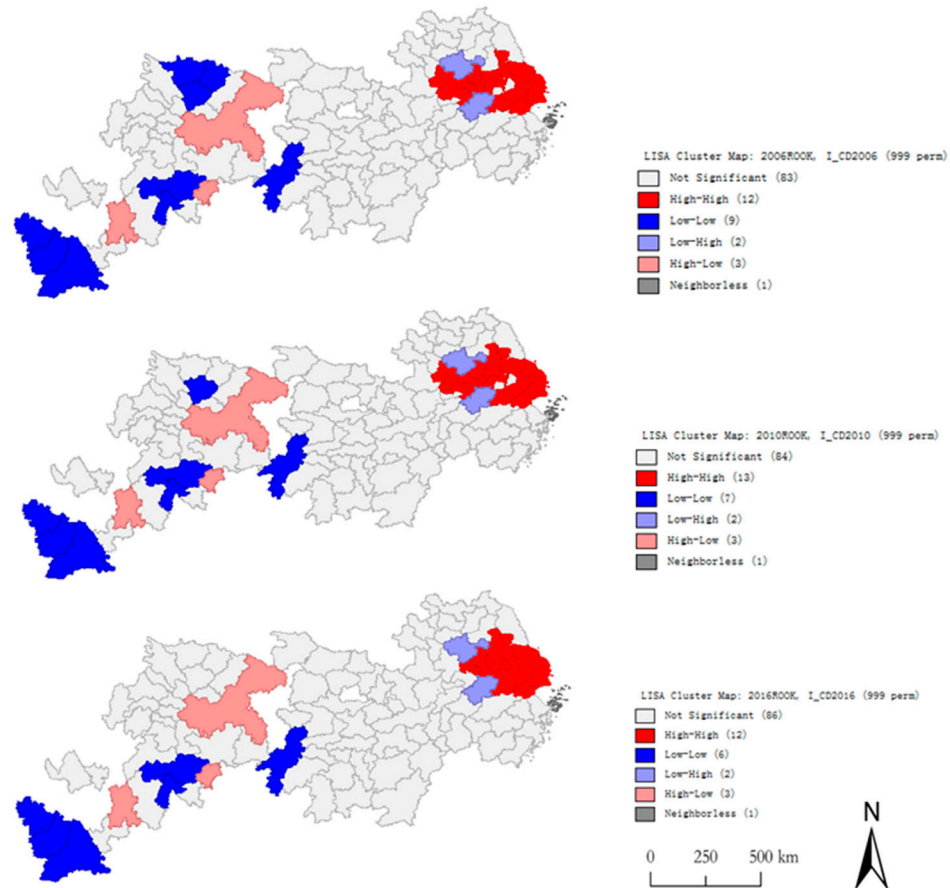 LISA Cluster Map: 2006ROOK, I_CD2006 (999 perm)
Not Significant (83)
High-High (12)
Low-Low (9)
Low-High (2)
High-Low (3)
Neighborless (1)
LISA Cluster Map: 2010ROOK, I_CD2010 (999 perm)
Not Significant (84)
High-High (13)
Low-Low (7)
Low-High (2)
High-Low (3)
Neighborless (1)
LISA Cluster Map: 2016ROOK, I_CD2016 (999 perm)
Not Significant (86)
High-High (12)
Low-Low (6)
Low-High (2)
High-Low (3)
Neighborless (1)
N
0 250 500 km